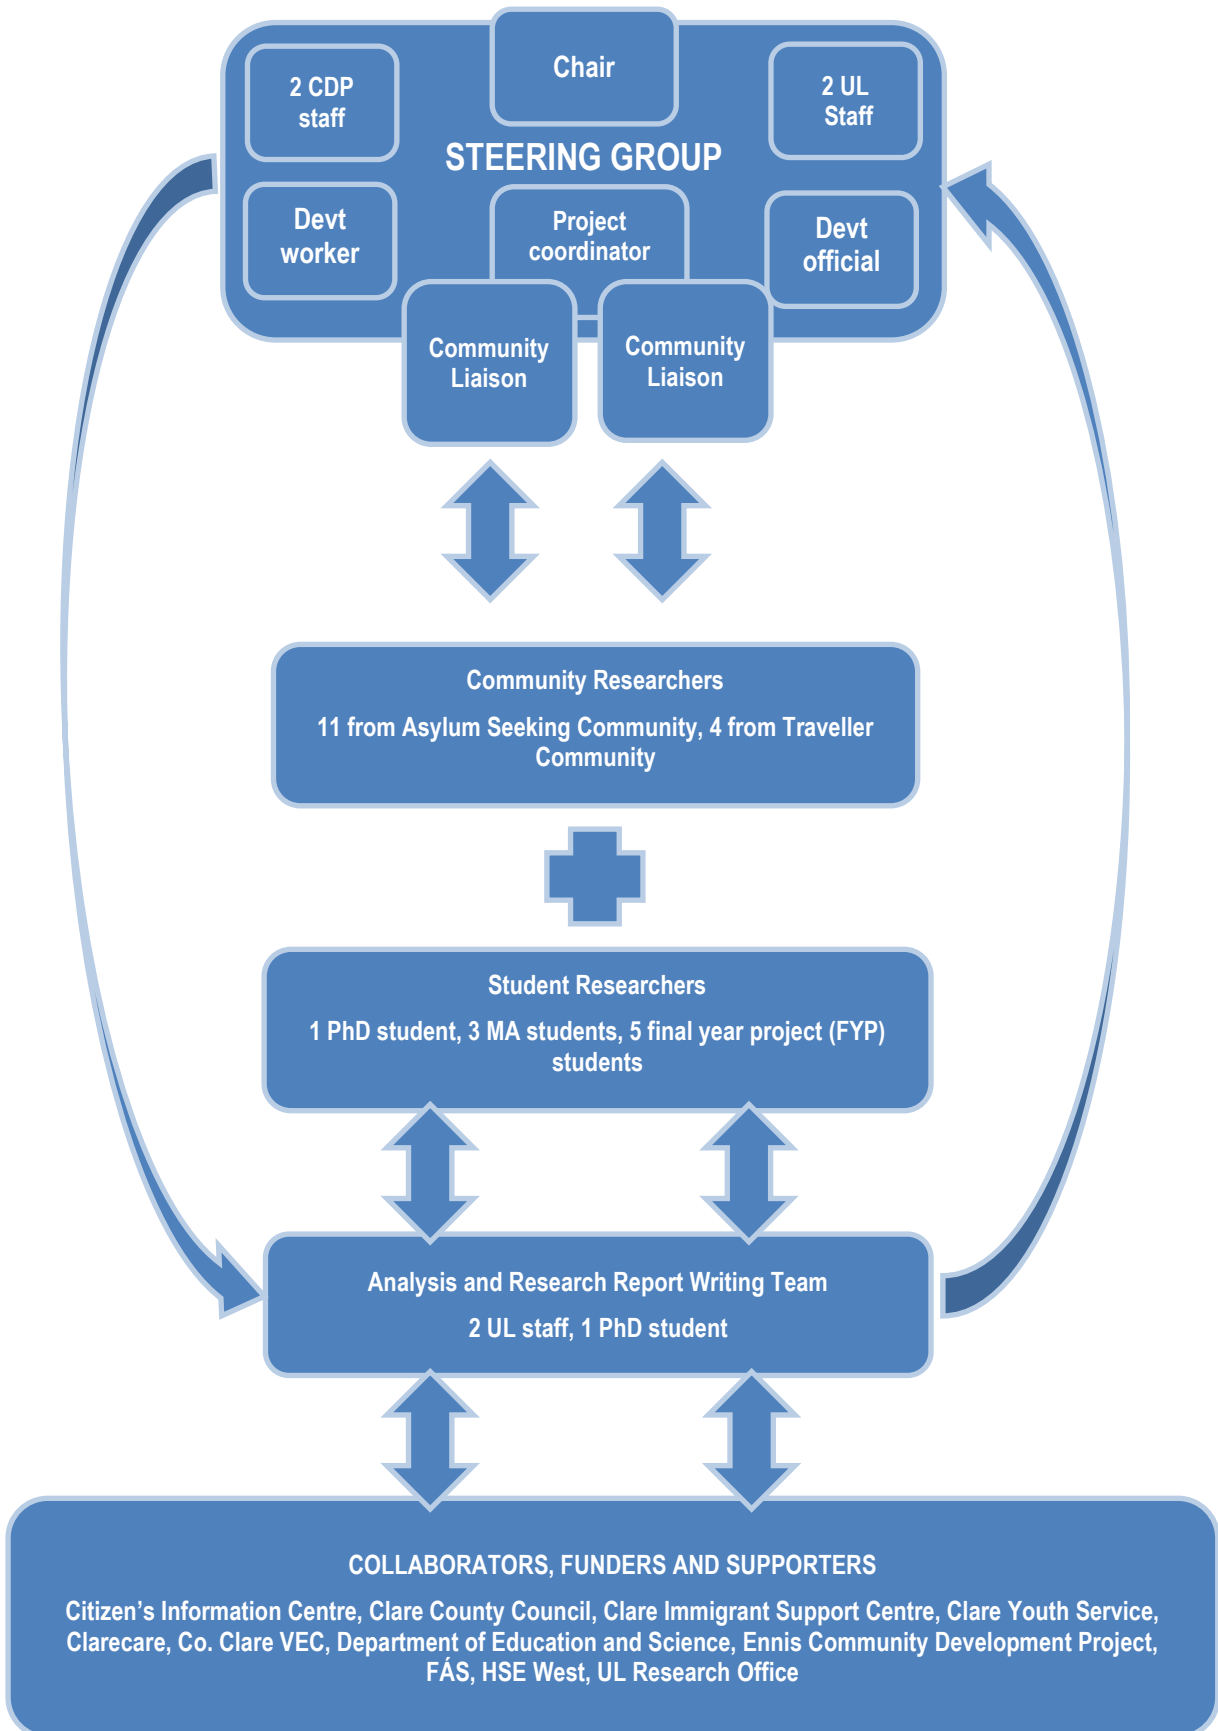 Chair
2 CDP
staff
2 UL
Staff
STEERING GROUP
Devt
worker
Project
coordinator
Devt
official
Community
Liaison
Community
Liaison
Community Researchers
11 from Asylum Seeking Community, 4 from Traveller
Community
Student Researchers
1 PhD student, 3 MA students, 5 final year project (FYP)
students
Analysis and Research Report Writing Team
2 UL staff, 1 PhD student
COLLABORATORS, FUNDERS AND SUPPORTERS
Citizen’s Information Centre, Clare County Council, Clare Immigrant Support Centre, Clare Youth Service,
Clarecare, Co. Clare VEC, Department of Education and Science, Ennis Community Development Project,
FÁS, HSE West, UL Research Office